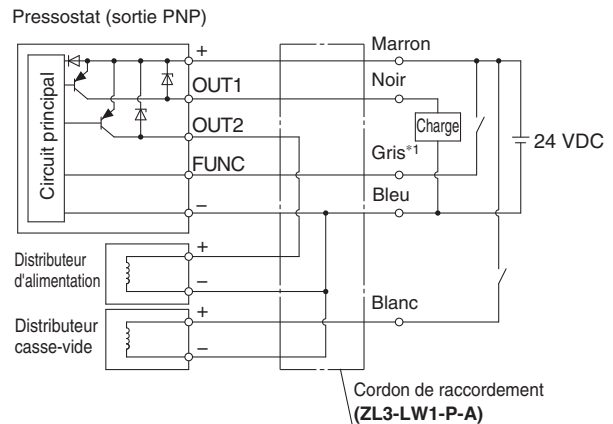 Pressostat (sortie PNP)
Circuit principal
+
OUT1
OUT2
FUNC
−
Marron
Noir
Charge
Gris*1
Bleu
24 VDC
Distributeur
d'alimentation
+
−
Distributeur
casse-vide
+
−
Blanc
Cordon de raccordement
(ZL3-LW1-P-A)